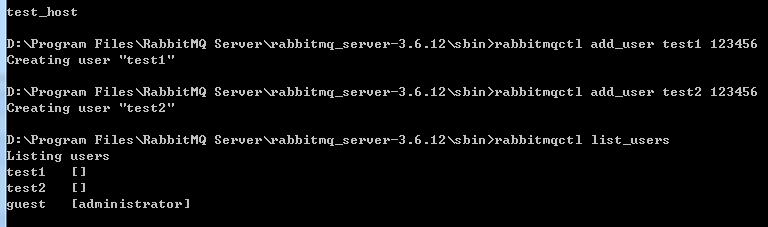 test_host
D:\Program Files\RabbitMQ Server\rabbitmq_server-3.6.12\sbin>rabbitmqctl add_user test1 123456
Creating user "test1"
D:\Program Files\RabbitMQ Server\rabbitmq_server-3.6.12\sbin>rabbitmqctl add_user test2 123456
Creating user "test2"
D:\Program Files\RabbitMQ Server\rabbitmq_server-3.6.12\sbin>rabbitmqctl list_users
Listing users
test1   []
test2   []
guest   [administrator]